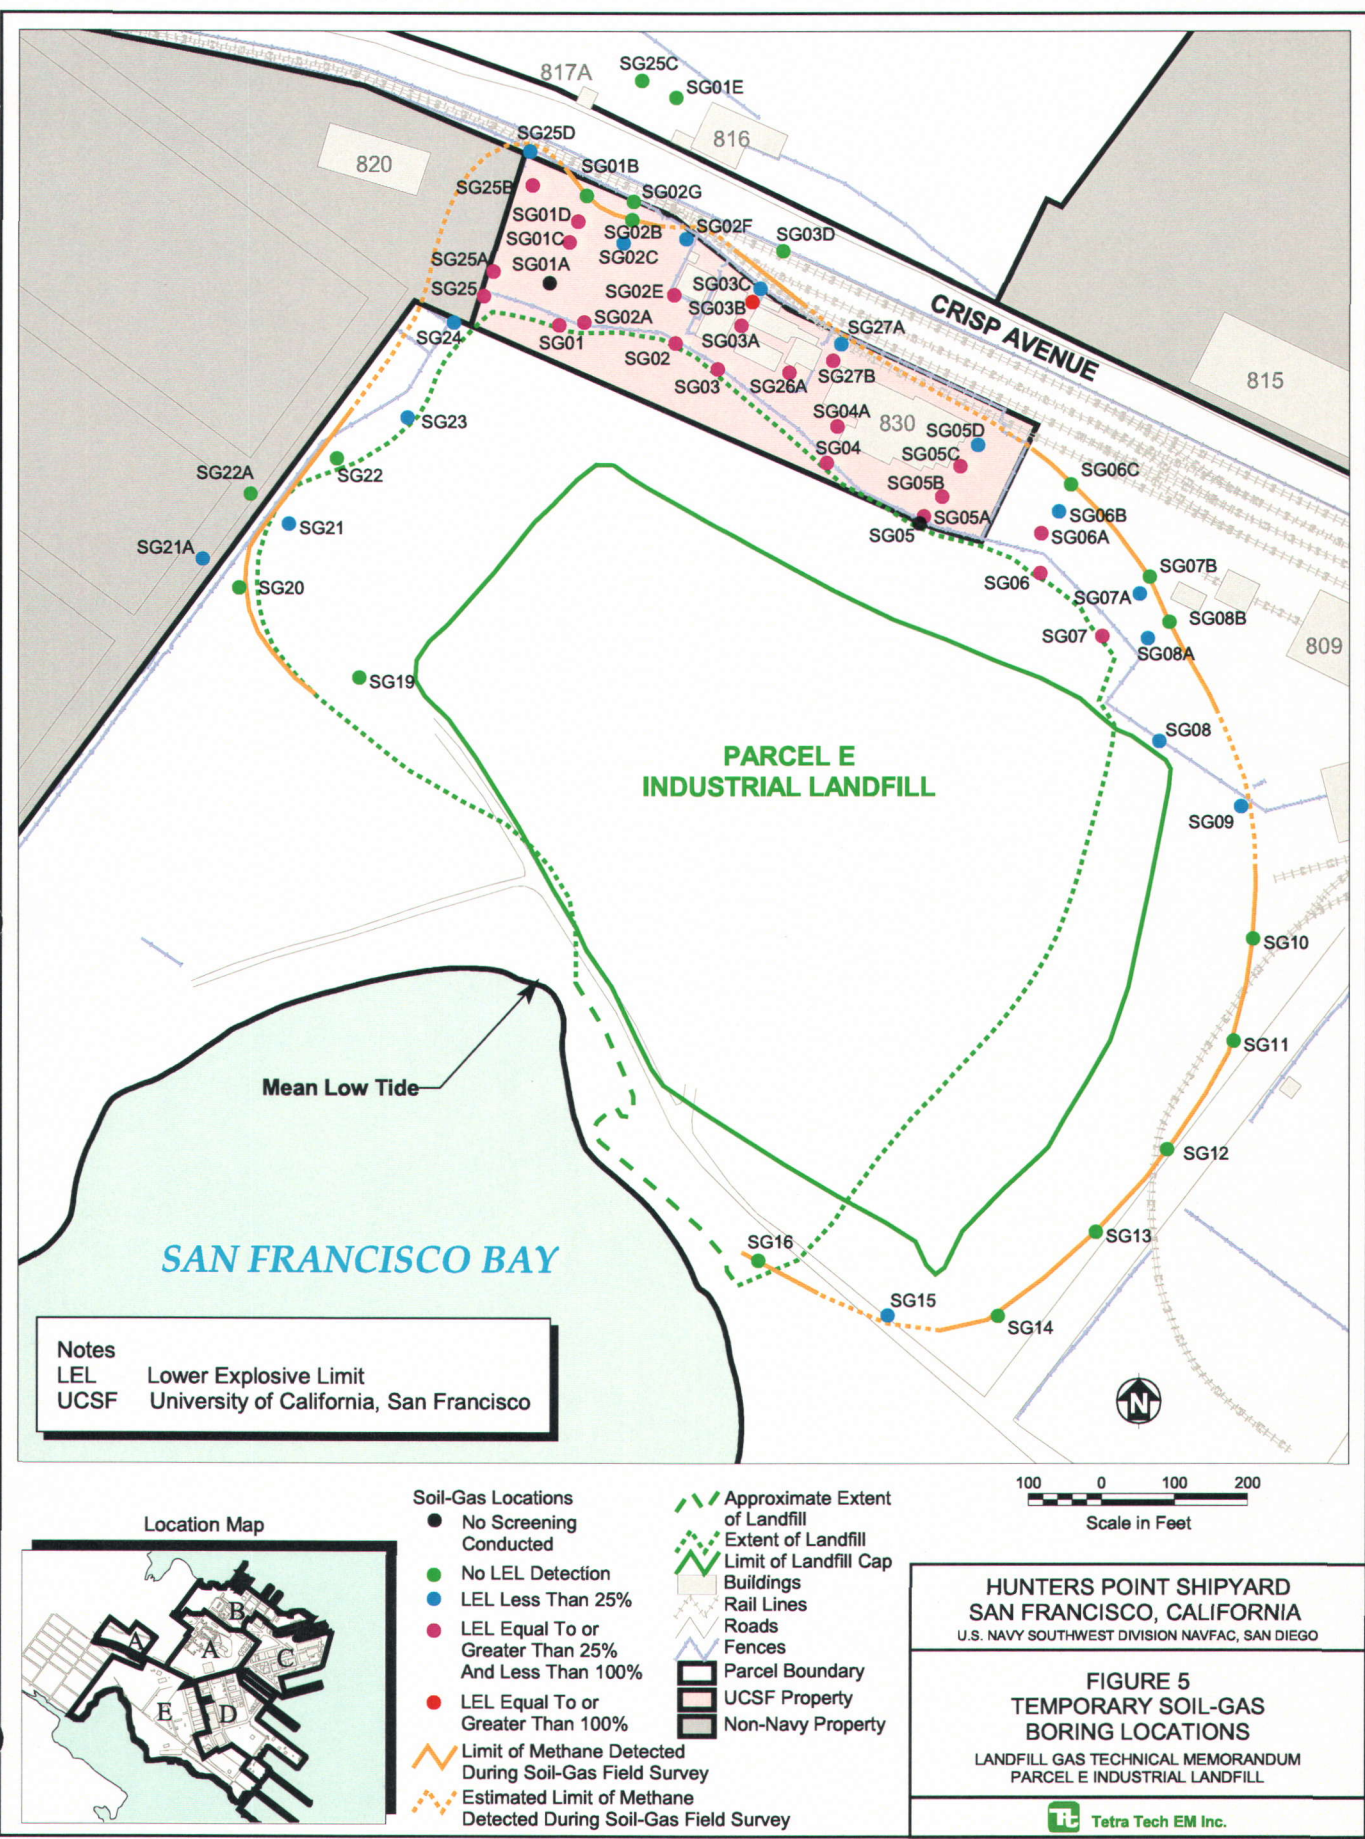 SG25C
817A
SG01E
816
SG25D
820
SG01B
SG25B
SG02G
SG01D
SG02B
SG02F
SG03D
SG01C
SG02C
SG25A
SG01A
SG03C
SG25
SG02E
SG03B
CRISP AVENUE
SG24
SG01
SG02A
SG03A
SG27A
SG02
815
SG03
SG26A
SG27B
SG23
SG04A
830
SG05D
SG04
SG05C
SG22A
SG22
SG06C
SG05B
SG21
SG05A
SG06B
SG05
SG06A
SG21A
SG07B
SG20
SG06
SG07A
SG08B
SG07
SG08A
809
SG19
SG08
PARCEL E
INDUSTRIAL LANDFILL
SG09
SG10
SG11
Mean Low Tide
SG12
SG13
SG16
SAN FRANCISCO BAY
SG15
SG14
Notes
LEL Lower Explosive Limit
UCSF University of California, San Francisco
N
100 0 100 200
Scale in Feet
Location Map
B
A
A
C
E
D
Soil-Gas Locations
No Screening
Conducted
No LEL Detection
LEL Less Than 25%
LEL Equal To or
Greater Than 25%
And Less Than 100%
LEL Equal To or
Greater Than 100%
Limit of Methane Detected
During Soil-Gas Field Survey
Estimated Limit of Methane
Detected During Soil-Gas Field Survey
Approximate Extent
of Landfill
Extent of Landfill
Limit of Landfill Cap
Buildings
Rail Lines
Roads
Fences
Parcel Boundary
UCSF Property
Non-Navy Property
HUNTERS POINT SHIPYARD
SAN FRANCISCO, CALIFORNIA
U.S. NAVY SOUTHWEST DIVISION NAVFAC, SAN DIEGO
FIGURE 5
TEMPORARY SOIL-GAS
BORING LOCATIONS
LANDFILL GAS TECHNICAL MEMORANDUM
PARCEL E INDUSTRIAL LANDFILL
Tt Tetra Tech EM Inc.